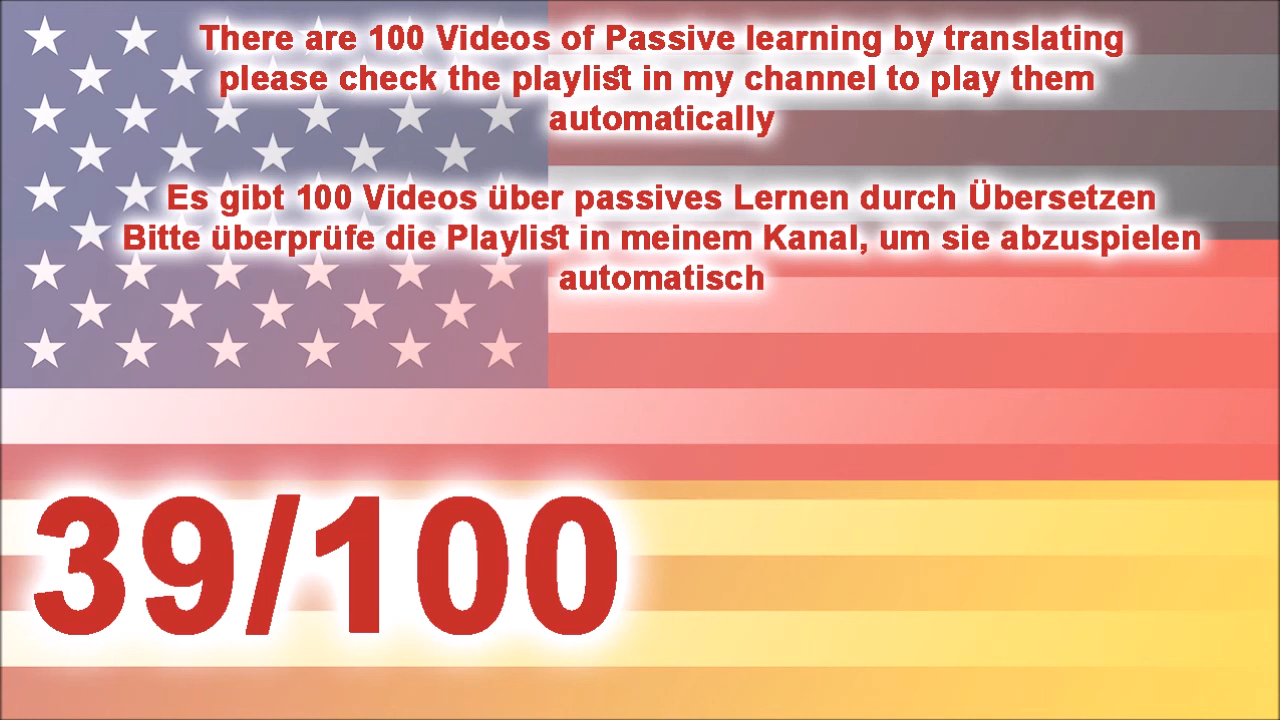 There are 100 Videos of Passive learning by translating
please check the playlist in my channel to play them
automatically
Es gibt 100 Videos über passives Lernen durch Übersetzen
Bitte überprüfe die Playlist in meinem Kanal, um sie abzuspielen
automatisch
39/100